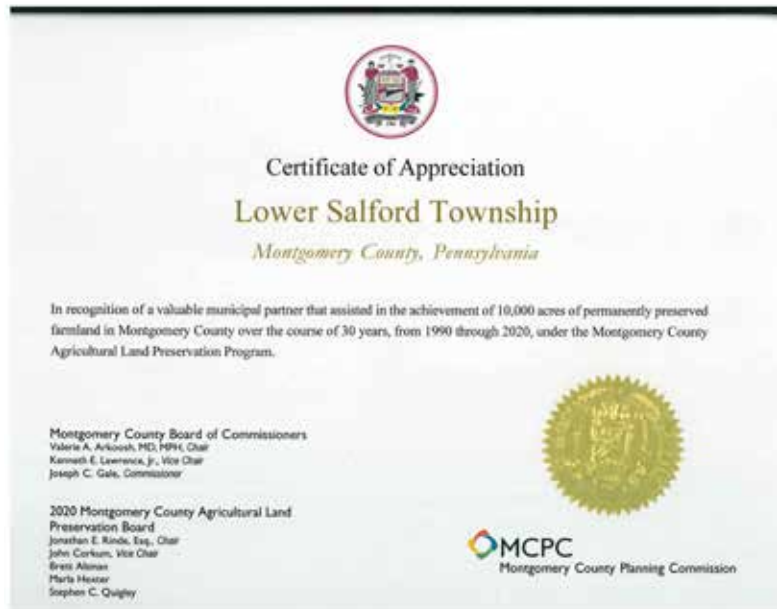 Certificate of Appreciation
Lower Salford Township
Montgomery County, Pennsylvania
In recognition of a valuable municipal partner that assisted in the achievement of 10,000 acres of permanently preserved
farmland in Montgomery County over the course of 30 years, from 1990 through 2020, under the Montgomery County
Agricultural Land Preservation Program.
Montgomery County Board of Commissioners
Valerie A. Arkoosh, MD, MPH, Chair
Kenneth E. Lawrence, Jr., Vice Chair
Joseph C. Gale, Commissioner
2020 Montgomery County Agricultural Land
Preservation Board
Jonathan E. Rinde, Esq., Chair
John Corkum, Vice Chair
Brett
Marla Hexter
Stephen C. Quigley
MCPC
Montgomery County Planning Commission